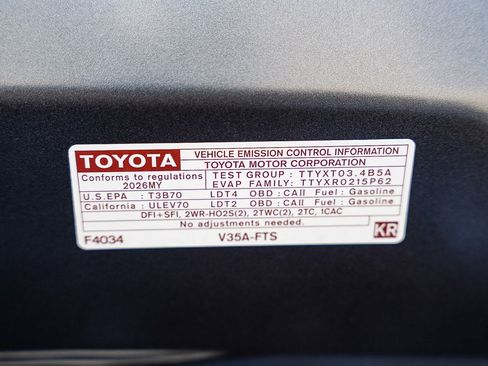 TOYOTA
VEHICLE EMISSION CONTROL INFORMATION
TOYOTA MOTOR CORPORATION
Conforms to regulations
2026MY
TEST GROUP : TTYXT03.4B5A
EVAP FAMILY: TTYXR0215P62
U.S.EPA : T3B70 LDT4 OBD : CAII Fuel : Gasoline
California : ULEV70 LDT2 OBD : CAII Fuel : Gasoline
DFI+SFI, 2WR-HO2S(2), 2TWC(2), 2TC, 1CAC
No adjustments needed.
F4034 V35A-FTS KR